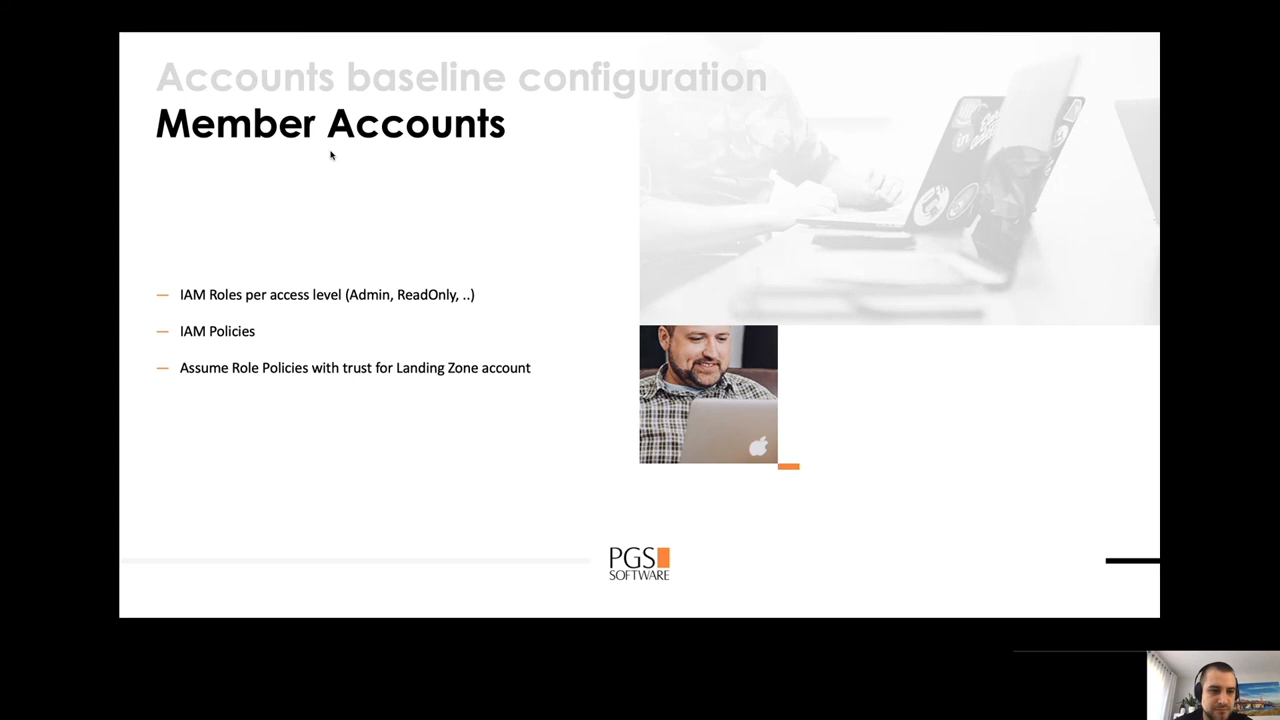 Accounts baseline configuration
Member Accounts
— IAM Roles per access level (Admin, ReadOnly, ..)
— IAM Policies
— Assume Role Policies with trust for Landing Zone account
PGS
SOFTWARE